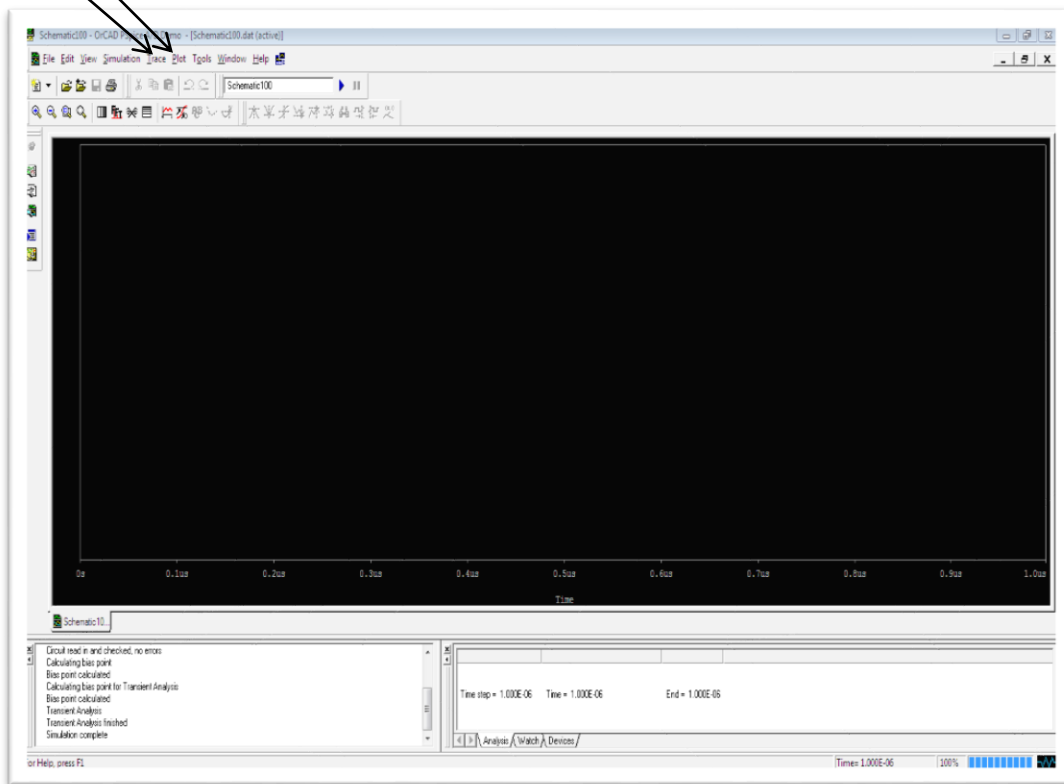 Schematic100 - OrCAD PSpice A/D Demo - [Schematic100.dat (active)]
File Edit View Simulation Trace Plot Tools Window Help
Schematic100
0s 0.1us 0.2us 0.3us 0.4us 0.5us 0.6us 0.7us 0.8us 0.9us 1.0us
Time
Schematic10...
Circuit read in and checked, no errors
Calculating bias point
Bias point calculated
Calculating bias point for Transient Analysis
Bias point calculated
Transient Analysis
Transient Analysis finished
Simulation complete
Time step = 1.000E-06 Time = 1.000E-06 End = 1.000E-06
Analysis Watch Devices
or Help, press F1
Time= 1.000E-06 100%